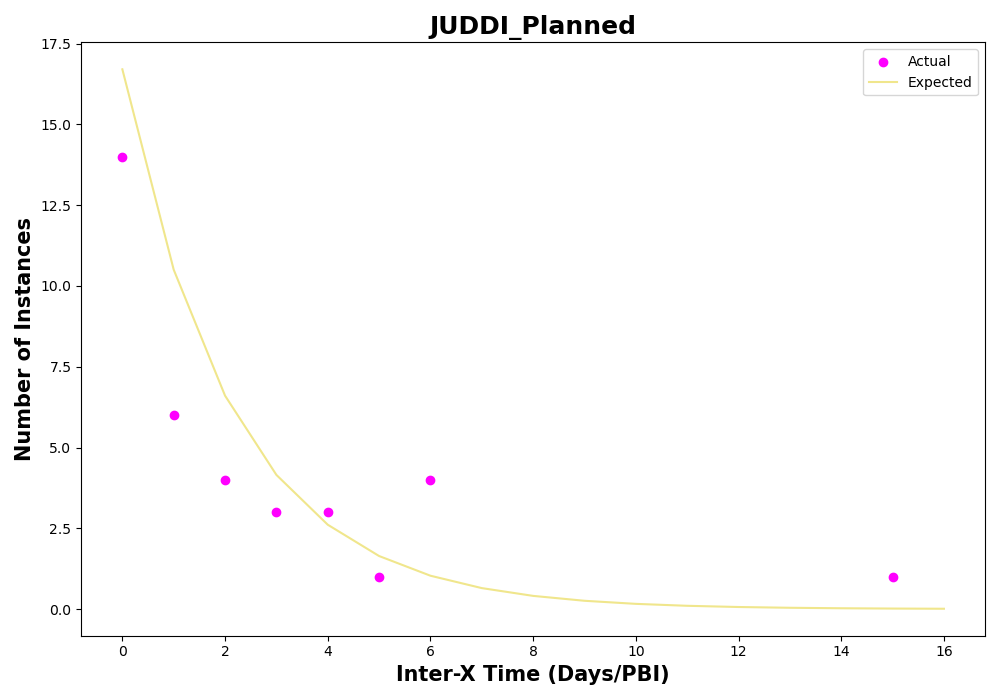 JUDDI_Planned
Actual
Expected
Number of Instances
17.5
15.0
12.5
10.0
7.5
5.0
2.5
0.0
0 2 4 6 8 10 12 14 16
Inter-X Time (Days/PBI)